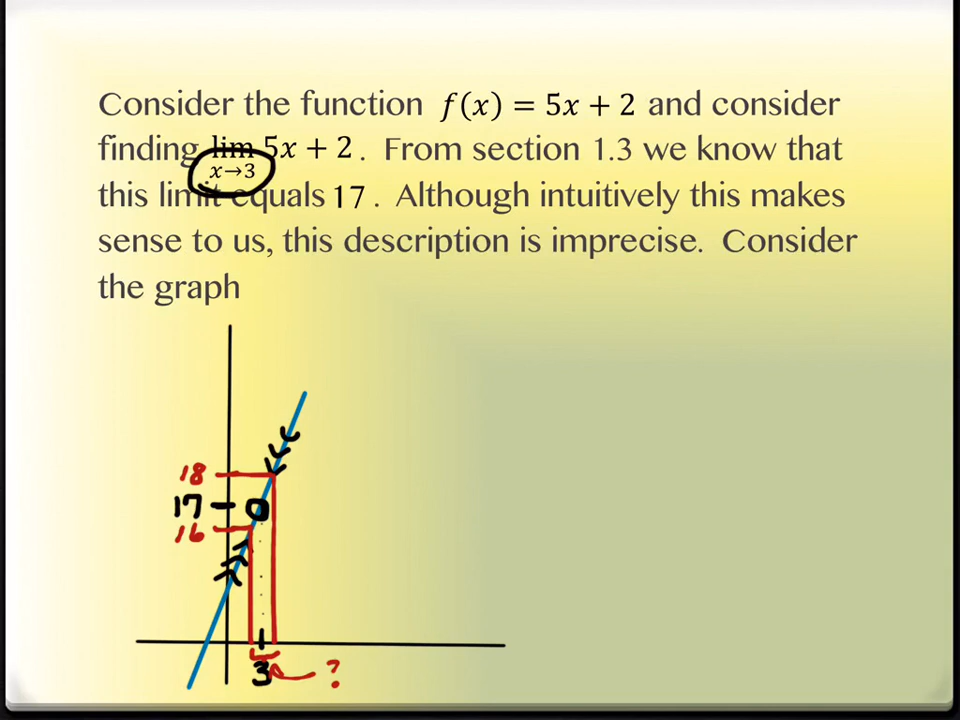 Consider the function f(x) = 5x + 2 and consider
finding lim x→3 5x + 2 . From section 1.3 we know that
this limit equals 17 . Although intuitively this makes
sense to us, this description is imprecise. Consider
the graph
18
17
16
3 ?